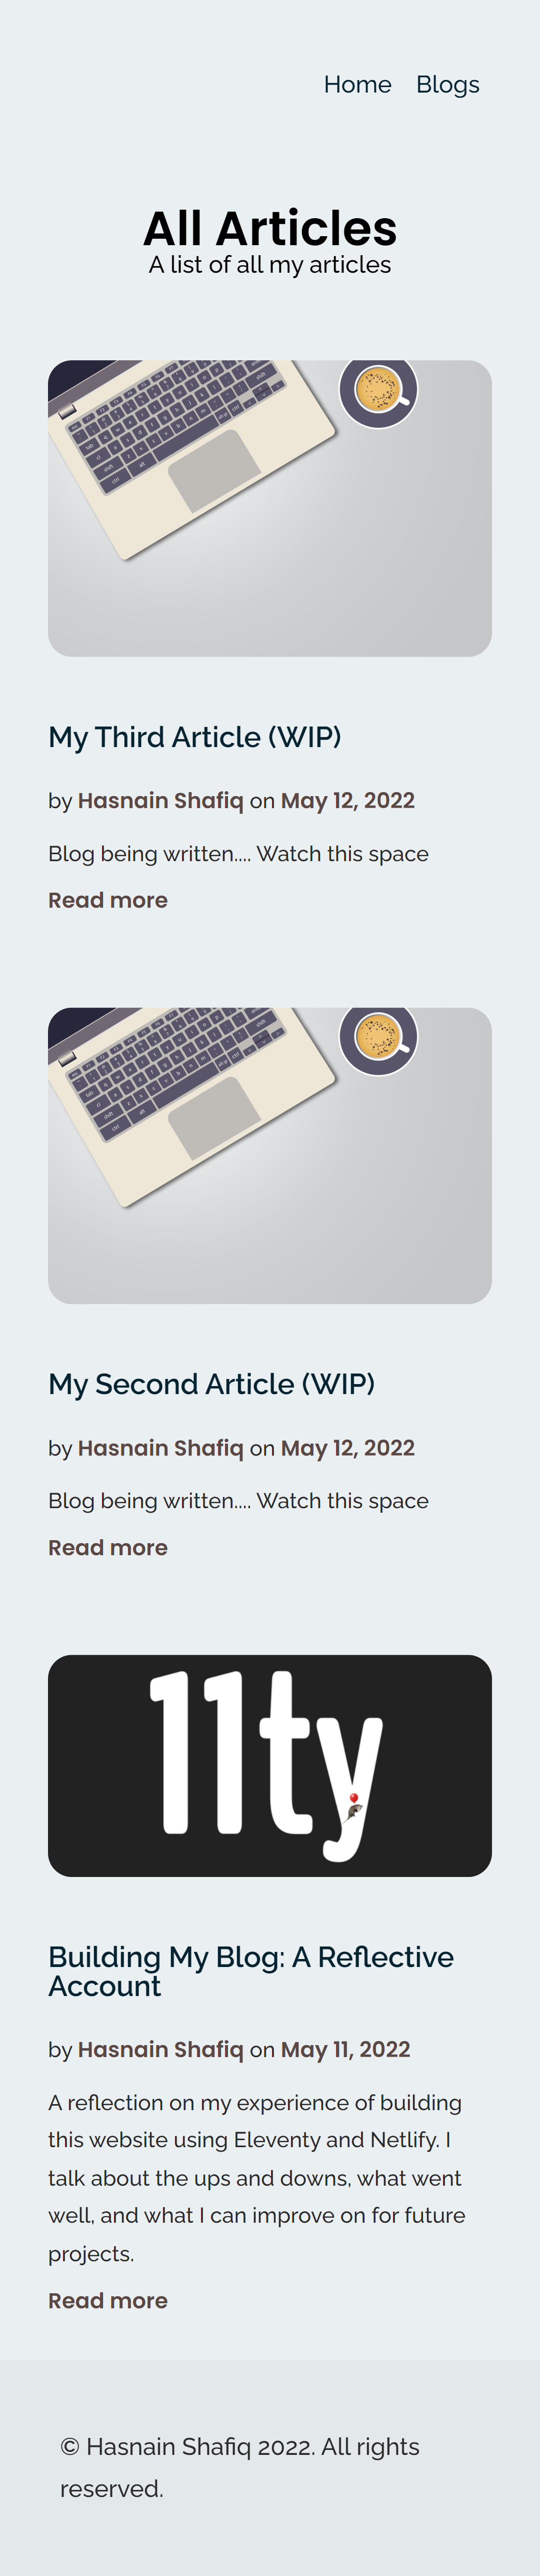 Home Blogs
All Articles
A list of all my articles
My Third Article (WIP)
by Hasnain Shafiq on May 12, 2022
Blog being written.... Watch this space
Read more
My Second Article (WIP)
by Hasnain Shafiq on May 12, 2022
Blog being written.... Watch this space
Read more
11ty
Building My Blog: A Reflective
Account
by Hasnain Shafiq on May 11, 2022
A reflection on my experience of building
this website using Eleventy and Netlify. I
talk about the ups and downs, what went
well, and what I can improve on for future
projects.
Read more
© Hasnain Shafiq 2022. All rights
reserved.